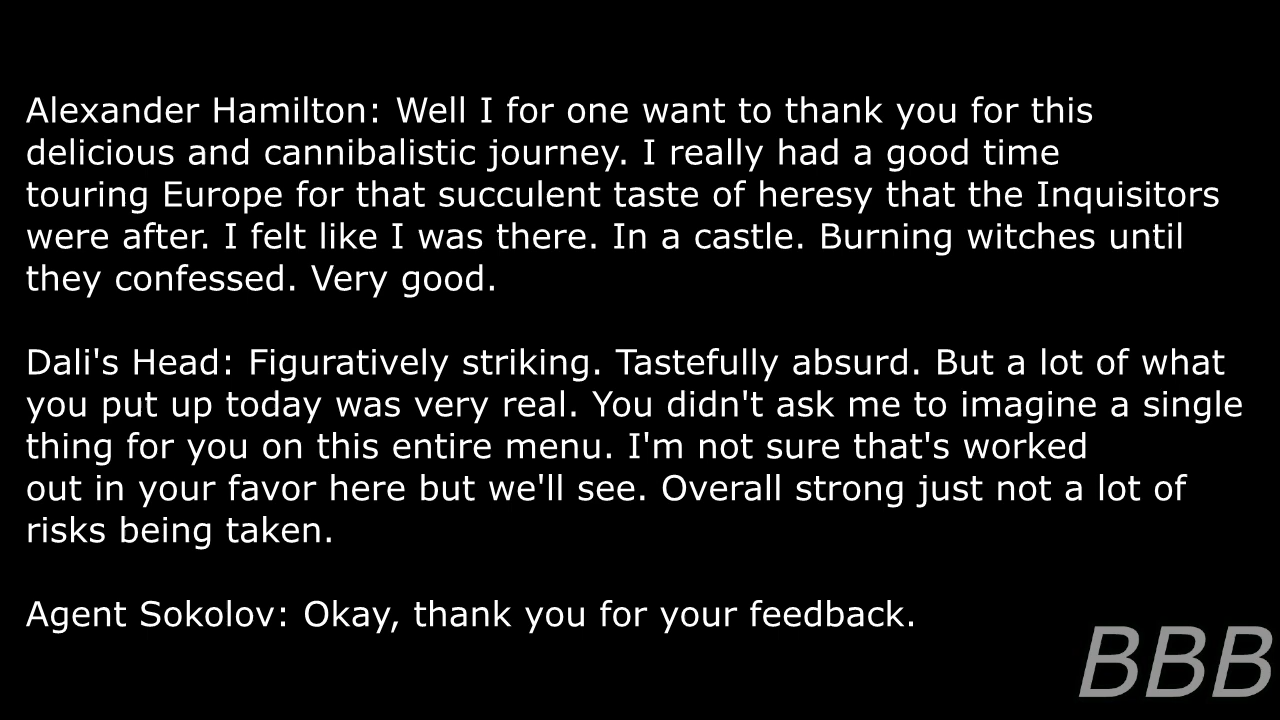 Alexander Hamilton: Well I for one want to thank you for this
delicious and cannibalistic journey. I really had a good time
touring Europe for that succulent taste of heresy that the Inquisitors
were after. I felt like I was there. In a castle. Burning witches until
they confessed. Very good.
Dali's Head: Figuratively striking. Tastefully absurd. But a lot of what
you put up today was very real. You didn't ask me to imagine a single
thing for you on this entire menu. I'm not sure that's worked
out in your favor here but we'll see. Overall strong just not a lot of
risks being taken.
Agent Sokolov: Okay, thank you for your feedback.
BBB